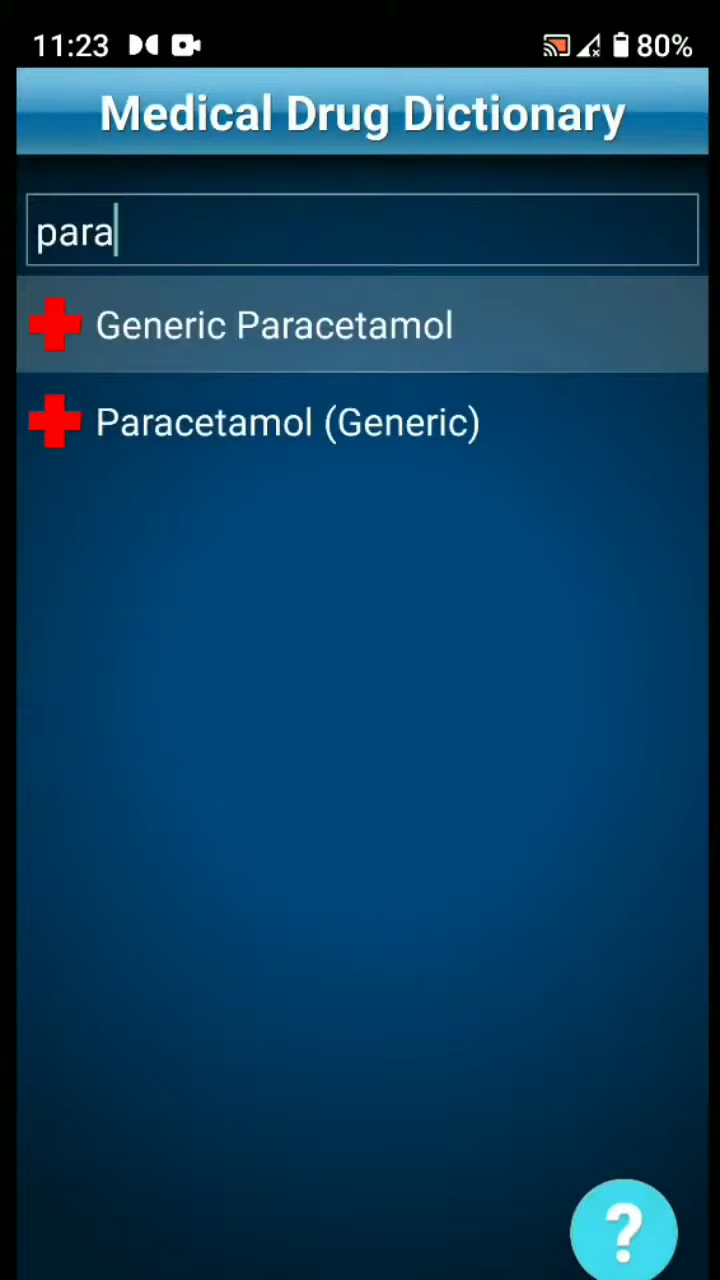 11:23 80%
Medical Drug Dictionary
para
Generic Paracetamol
Paracetamol (Generic)
?